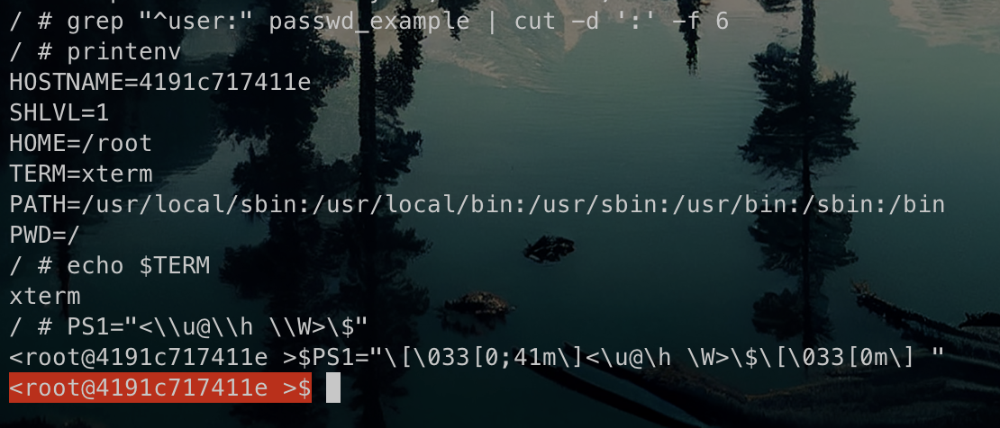 / # grep "^user:" passwd_example | cut -d ':' -f 6
/ # printenv
HOSTNAME=4191c717411e
SHLVL=1
HOME=/root
TERM=xterm
PATH=/usr/local/sbin:/usr/local/bin:/usr/sbin:/usr/bin:/sbin:/bin
PWD=/
/ # echo $TERM
xterm
/ # PS1="<\\u@\\h \\W>\$"
<root@4191c717411e >$PS1="\[\033[0;41m\]<\u@\h \W>\$\[\033[0m\] "
<root@4191c717411e >$